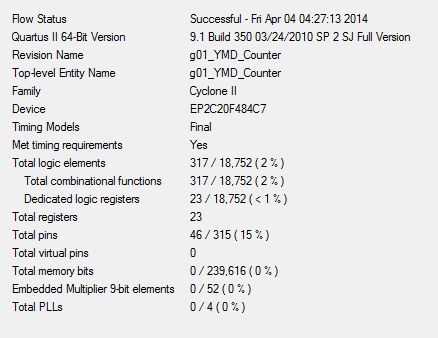 Flow Status Successful - Fri Apr 04 04:27:13 2014
Quartus II 64-Bit Version 9.1 Build 350 03/24/2010 SP 2 SJ Full Version
Revision Name g01_YMD_Counter
Top-level Entity Name g01_YMD_Counter
Family Cyclone II
Device EP2C20F484C7
Timing Models Final
Met timing requirements Yes
Total logic elements 317 / 18,752 ( 2 % )
Total combinational functions 317 / 18,752 ( 2 % )
Dedicated logic registers 23 / 18,752 ( < 1 % )
Total registers 23
Total pins 46 / 315 ( 15 % )
Total virtual pins 0
Total memory bits 0 / 239,616 ( 0 % )
Embedded Multiplier 9-bit elements 0 / 52 ( 0 % )
Total PLLs 0 / 4 ( 0 % )